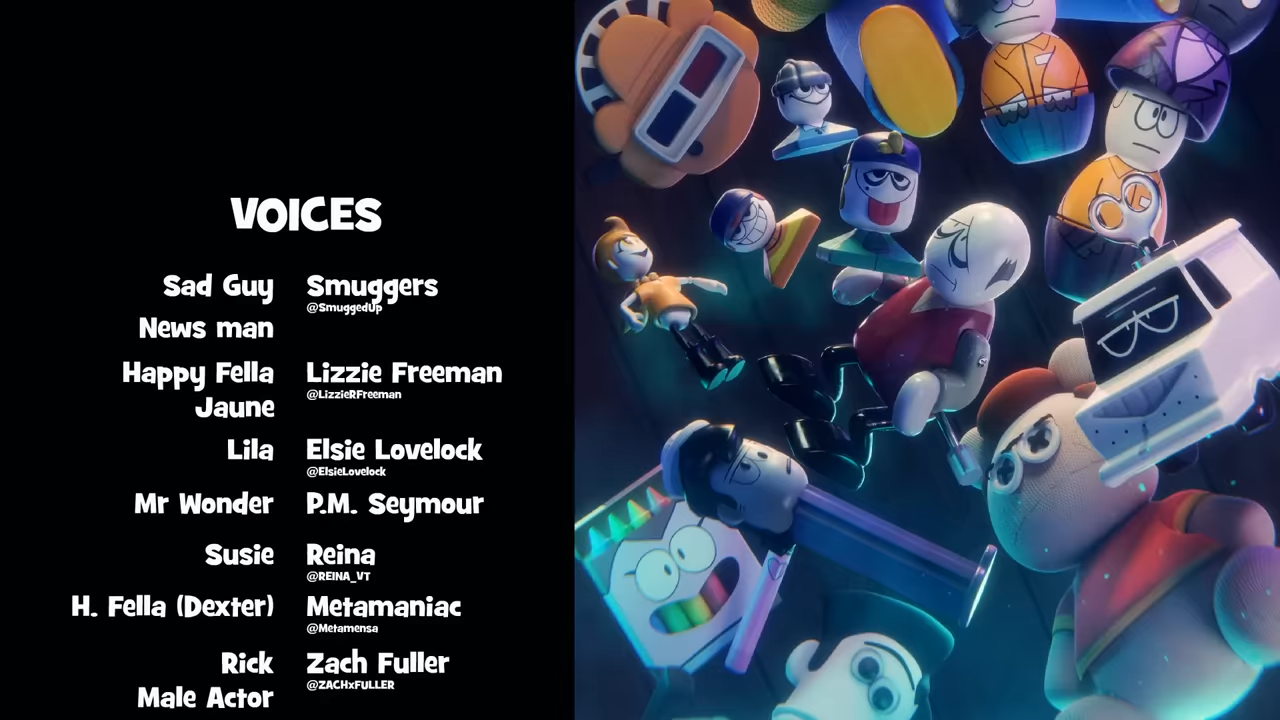 VOICES
Sad Guy Smuggers
@SmuggedUp
News man
Happy Fella Lizzie Freeman
@LizzieRFreeman
Jaune
Lila Elsie Lovelock
@ElsieLovelock
Mr Wonder P.M. Seymour
Susie Reina
@REINA_VT
H. Fella (Dexter) Metamaniac
@Metamensa
Rick Zach Fuller
@ZACHxFULLER
Male Actor